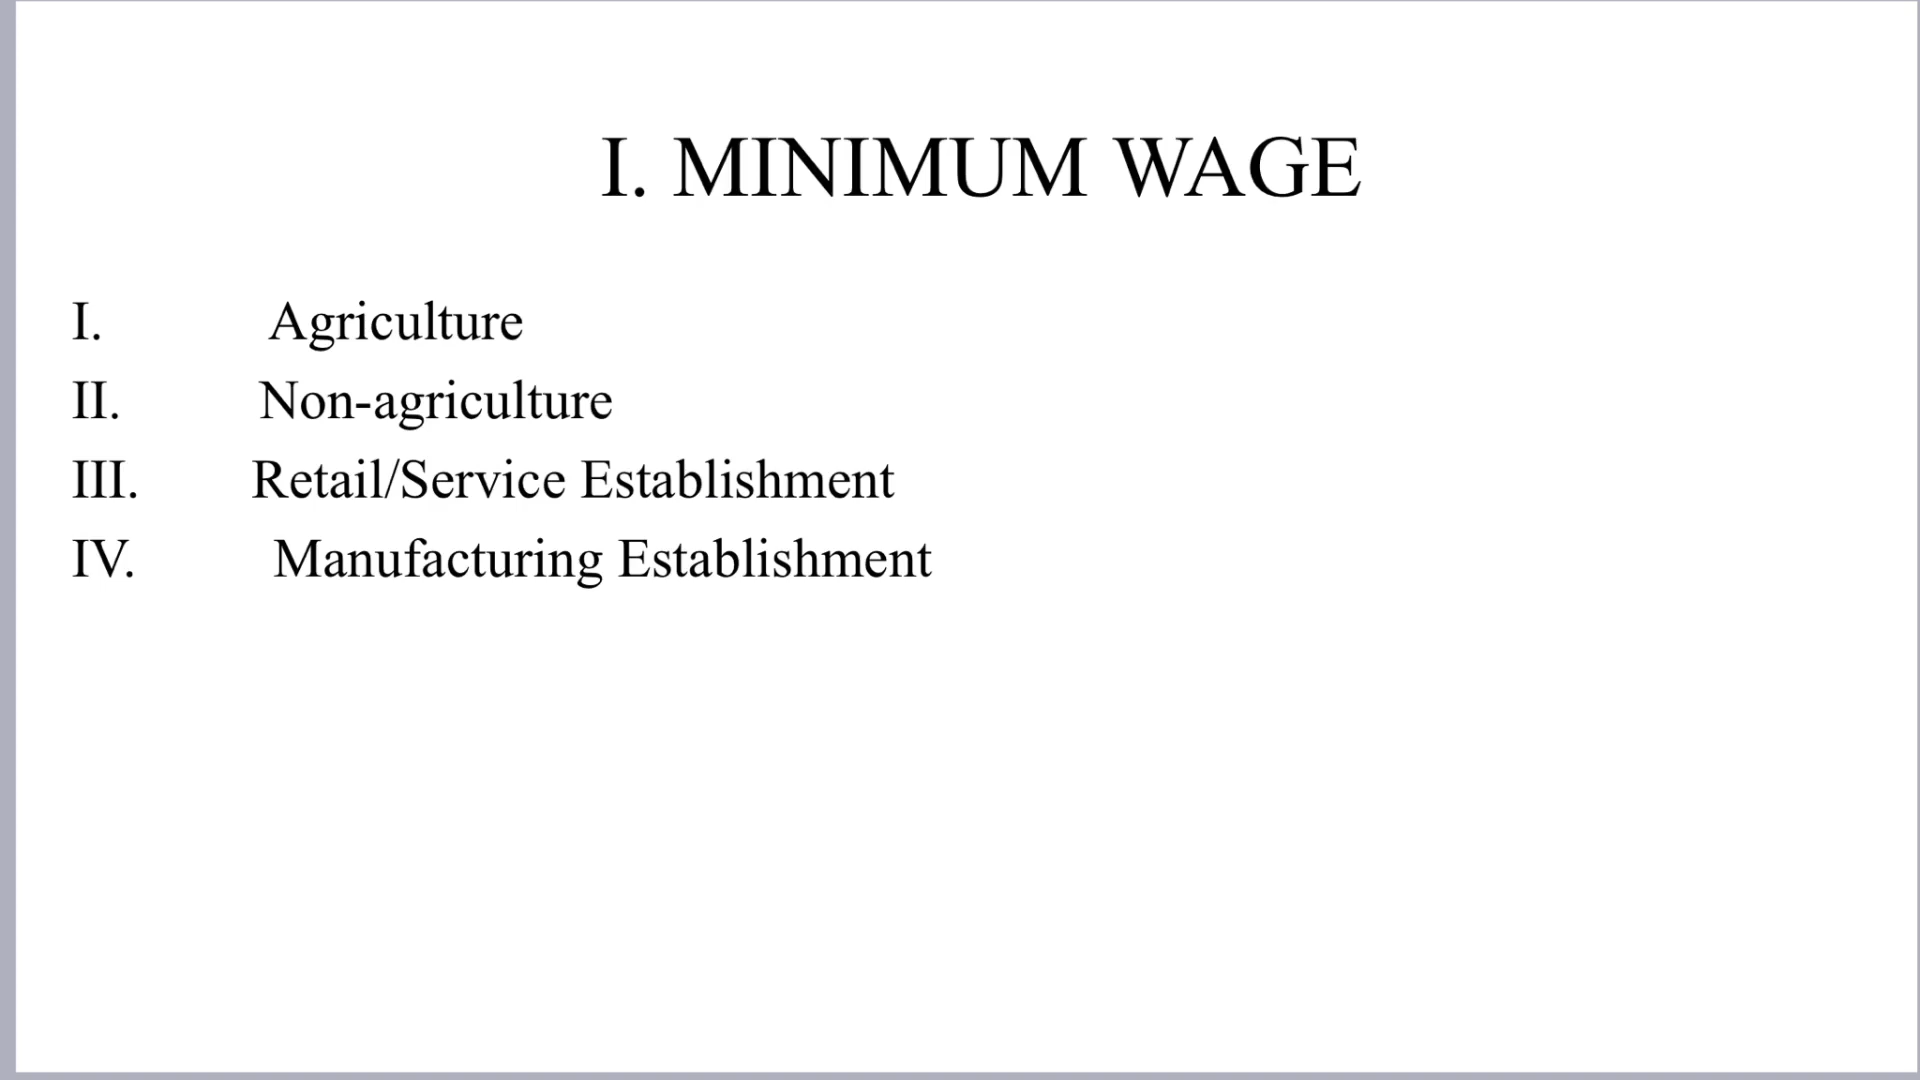 I. MINIMUM WAGE
I. Agriculture
II. Non-agriculture
III. Retail/Service Establishment
IV. Manufacturing Establishment